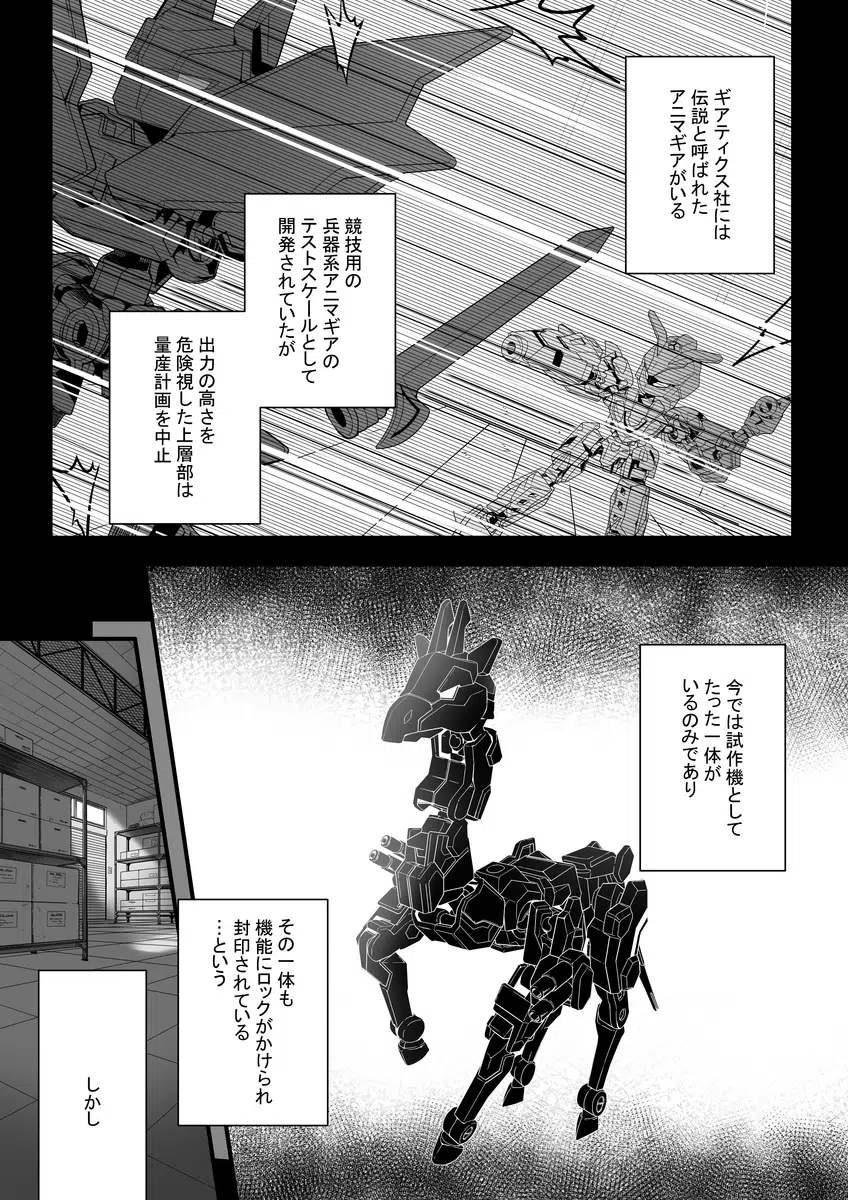 ギアティクス社には
伝説と呼ばれた
アニマギアがいる
競技用の
兵器系アニマギアの
テストスケールとして
開発されていたが
出力の高さを
危険視した上層部は
量産計画を中止
今では試作機として
たった一体が
いるのみであり
その一体も
機能にロックがかけられ
封印されている
…という
しかし